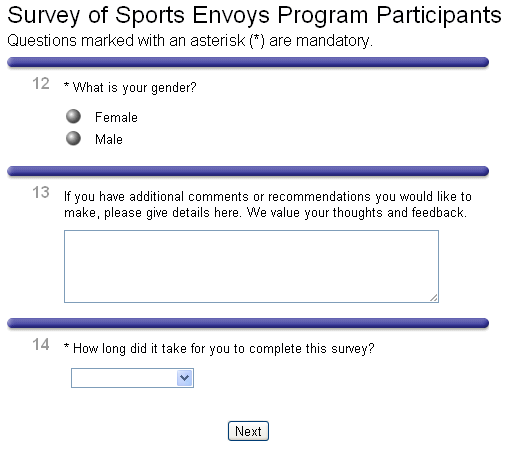 Survey of Sports Envoys Program Participants
Questions marked with an asterisk (*) are mandatory.
12 * What is your gender?
Female
Male
13 If you have additional comments or recommendations you would like to
make, please give details here. We value your thoughts and feedback.
14 * How long did it take for you to complete this survey?
Next